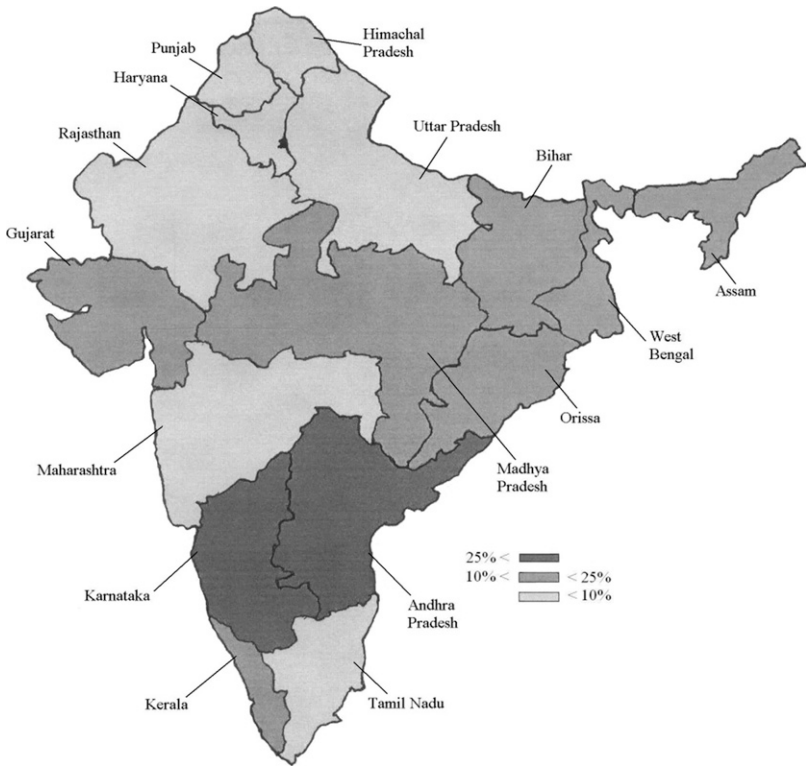 Himachal
Pradesh
Punjab
Haryana
Rajasthan
Uttar Pradesh
Bihar
Gujarat
Assam
West
Bengal
Orissa
Maharashtra
Madhya
Pradesh
25% <
10% < < 25%
< 10%
Karnataka
Andhra
Pradesh
Kerala
Tamil Nadu